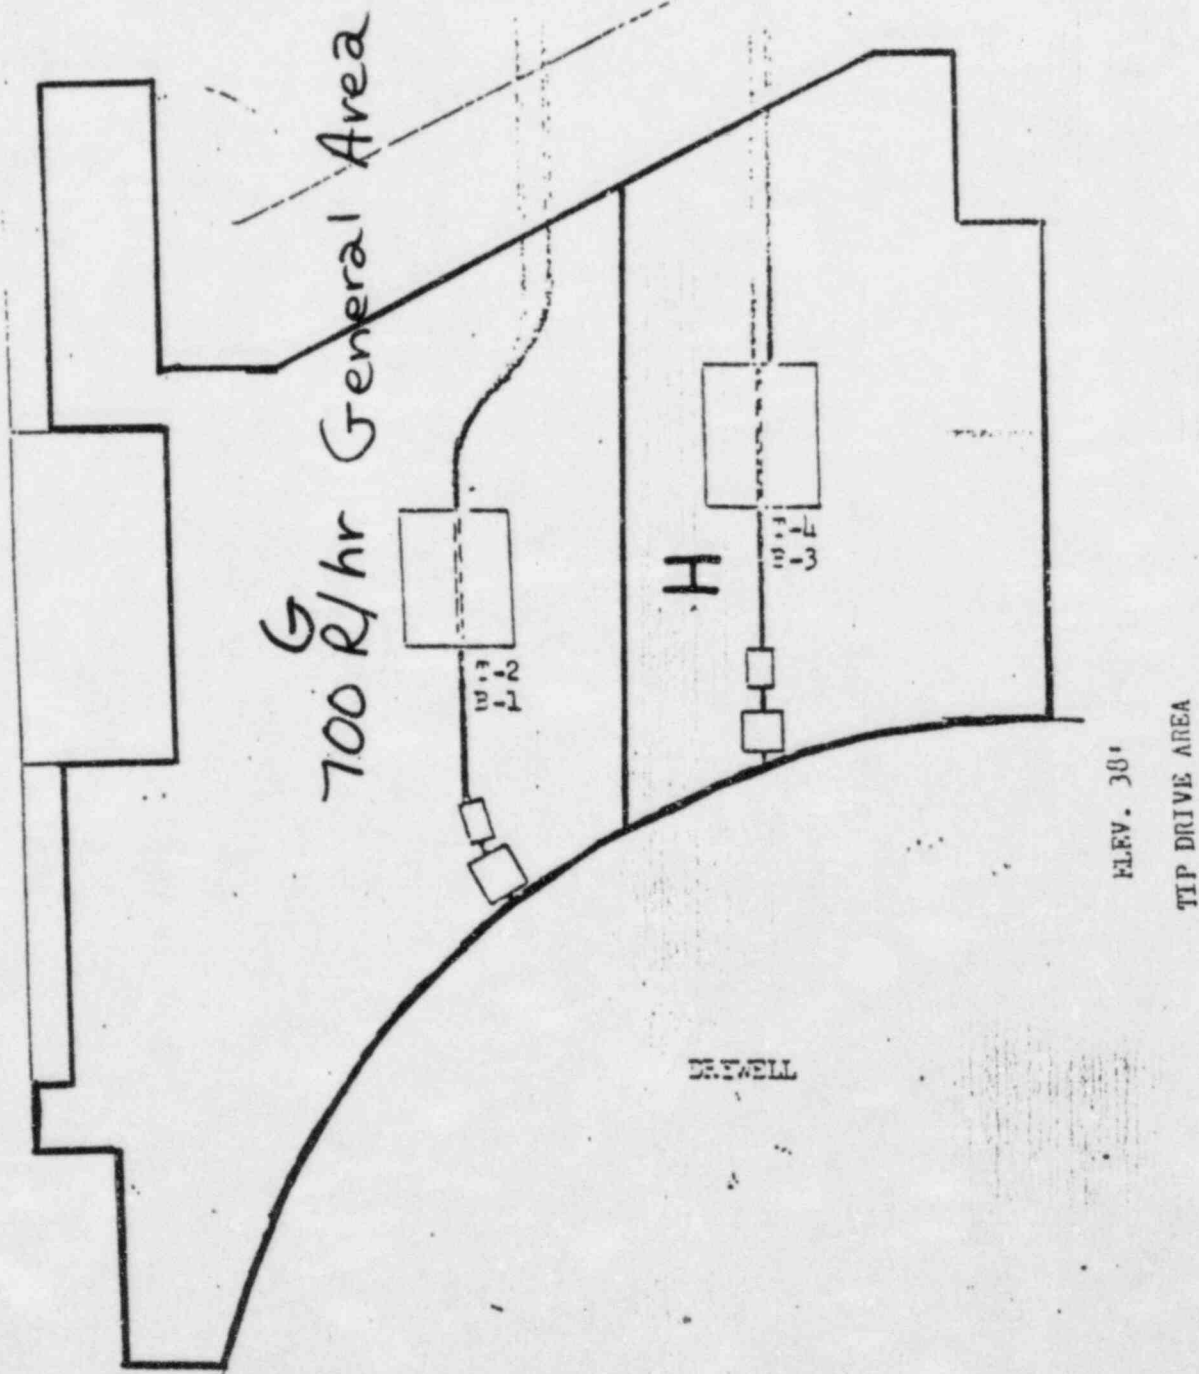 G
700 R/hr General Area
H
DRYWELL
ELEV. 38'
TIP DRIVE AREA